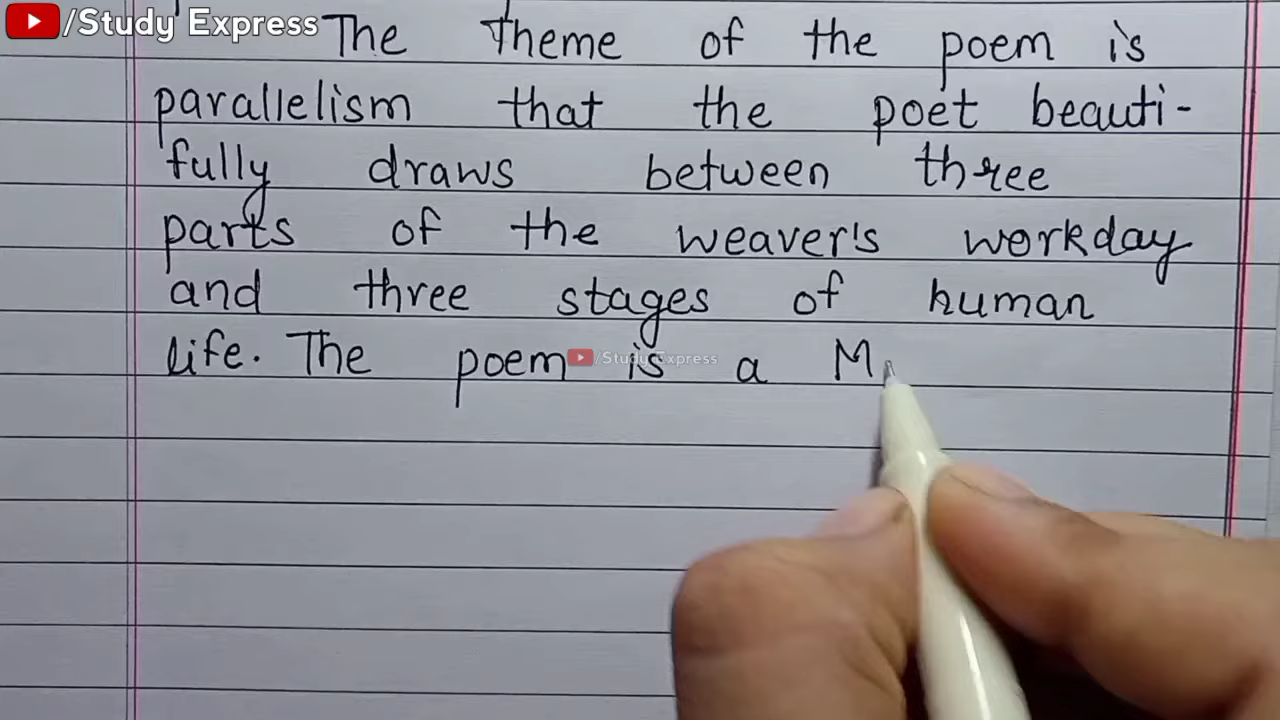 /Study Express
The theme of the poem is
parallelism that the poet beauti-
fully draws between three
parts of the weaver's workday
and three stages of human
life. The poem is a M
/Study Express